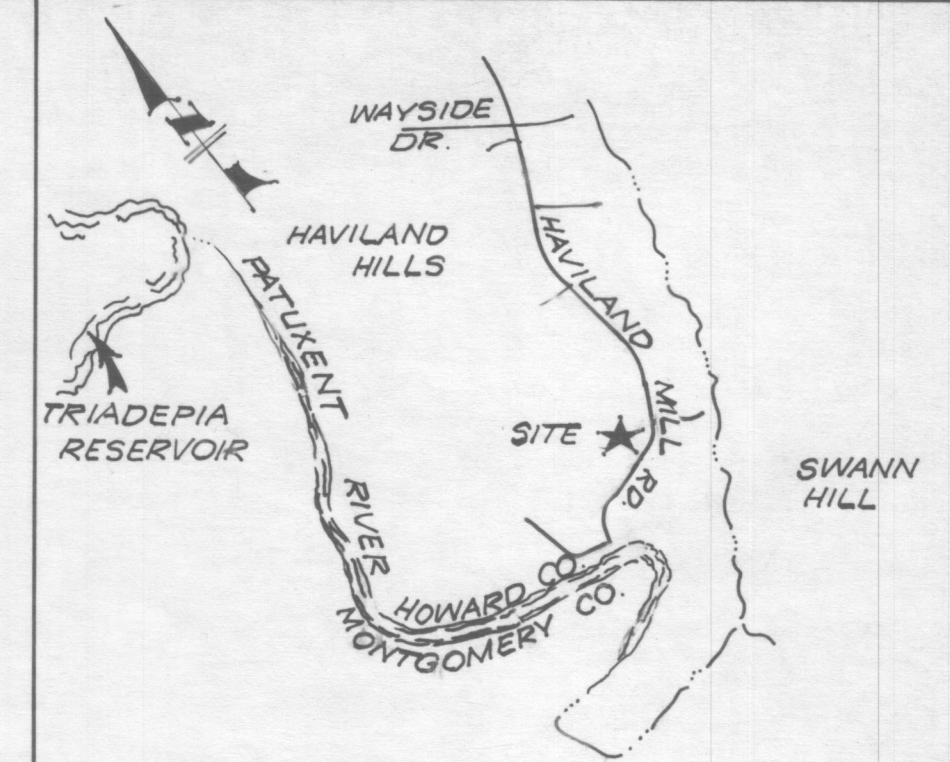 WAYSIDE
DR.
HAVILAND
HILLS
PATUXENT
RIVER
HAVILAND
MILL
RD.
TRIADEPIA
RESERVOIR
SITE
SWANN
HILL
HOWARD CO.
MONTGOMERY CO.